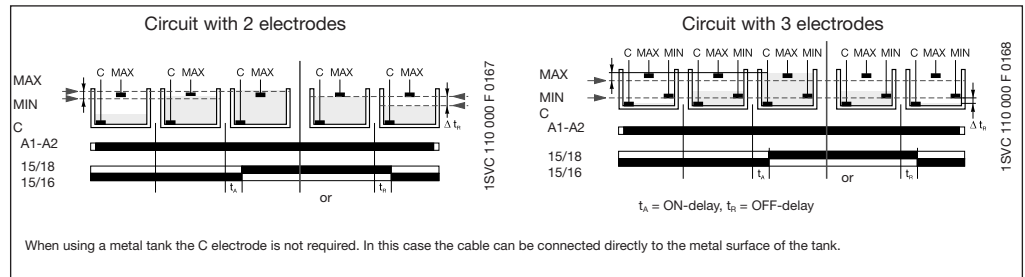 Circuit with 2 electrodes
C MAX C MAX C MAX C MAX C MAX
MAX
MIN
C
Δ tR
A1-A2
15/18
15/16
tA tR
or
1SVC 110 000 F 0167
Circuit with 3 electrodes
C MAX MIN C MAX MIN C MAX MIN C MAX MIN C MAX MIN
MAX
MIN
C
Δ tR
A1-A2
15/18
15/16
tA tR
or
1SVC 110 000 F 0168
tA = ON-delay, tR = OFF-delay
When using a metal tank the C electrode is not required. In this case the cable can be connected directly to the metal surface of the tank.